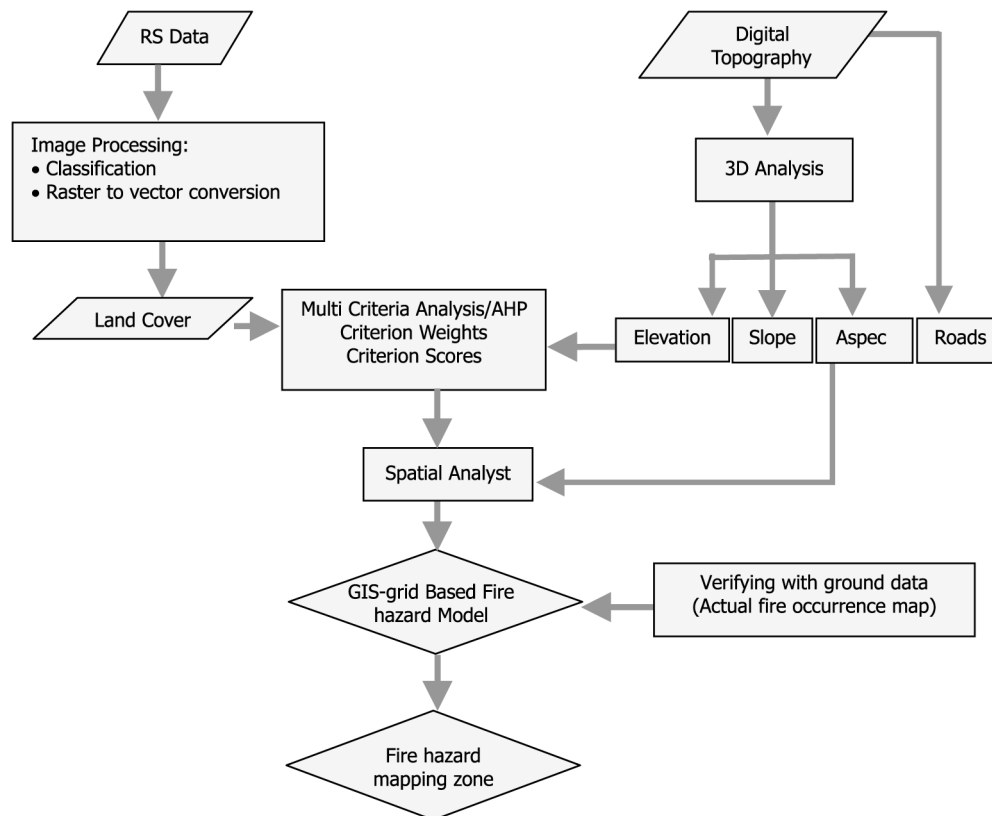 RS Data
Digital
Topography
Image Processing:
• Classification
• Raster to vector conversion
3D Analysis
Land Cover
Multi Criteria Analysis/AHP
Criterion Weights
Criterion Scores
Elevation
Slope
Aspec
Roads
Spatial Analyst
GIS-grid Based Fire
hazard Model
Verifying with ground data
(Actual fire occurrence map)
Fire hazard
mapping zone